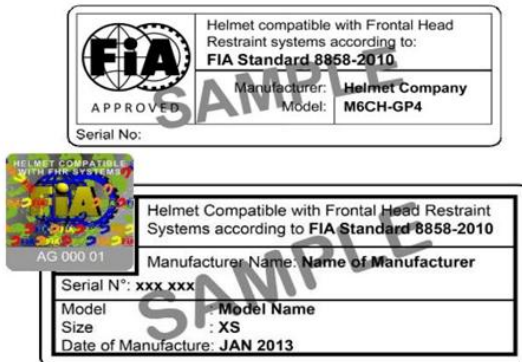 FiA
APPROVED
Helmet compatible with Frontal Head
Restraint systems according to:
FIA Standard 8858-2010
Manufacturer: Helmet Company
Model: M6CH-GP4
Serial No:
SAMPLE
HELMET COMPATIBLE
WITH FHR SYSTEMS
FiA
AG 000 01
Helmet Compatible with Frontal Head Restraint
Systems according to FIA Standard 8858-2010
Manufacturer Name: Name of Manufacturer
Serial N°: xxx xxx
Model : Model Name
Size : XS
Date of Manufacture: JAN 2013
SAMPLE